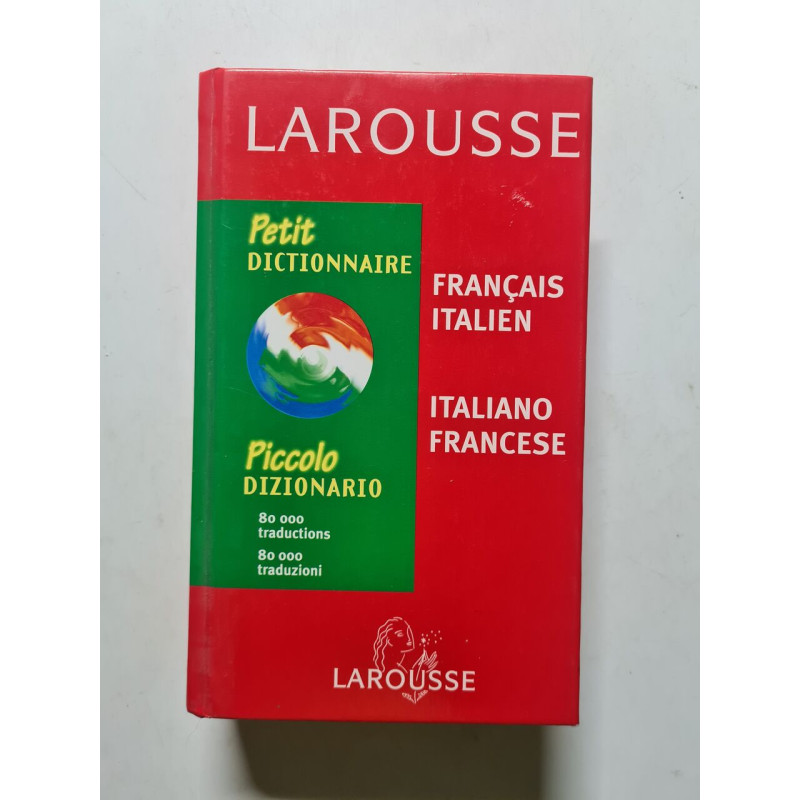 LAROUSSE
Petit
DICTIONNAIRE
FRANÇAIS
ITALIEN
ITALIANO
FRANCESE
Piccolo
DIZIONARIO
80 000
traductions
80 000
traduzioni
LAROUSSE